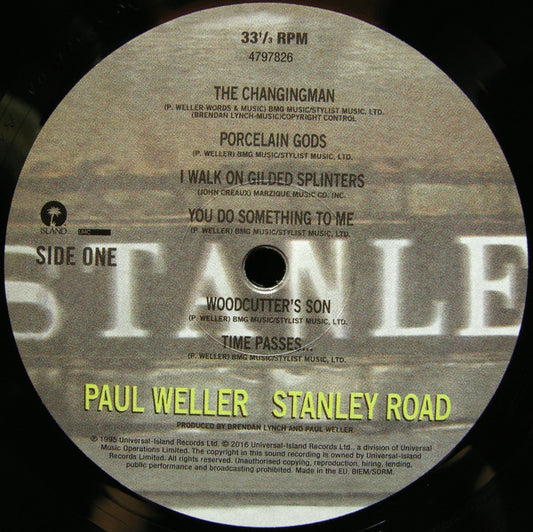 33 1/3 RPM
4797826
THE CHANGINGMAN
(P. WELLER-WORDS & MUSIC) BMG MUSIC/STYLIST MUSIC, LTD.
(BRENDAN LYNCH-MUSIC)COPYRIGHT CONTROL
PORCELAIN GODS
(P. WELLER) BMG MUSIC/STYLIST MUSIC, LTD.
I WALK ON GILDED SPLINTERS
(JOHN CREAUX) MARZIQUE MUSIC CO. INC.
YOU DO SOMETHING TO ME
(P. WELLER) BMG MUSIC/STYLIST MUSIC, LTD.
ISLAND UMC
SIDE ONE
STANLE
WOODCUTTER'S SON
(P. WELLER) BMG MUSIC/STYLIST MUSIC, LTD.
TIME PASSES...
(P. WELLER) BMG MUSIC/STYLIST MUSIC, LTD.
PAUL WELLER STANLEY ROAD
PRODUCED BY BRENDAN LYNCH AND PAUL WELLER
℗ 1995 Universal-Island Records Ltd. © 2016 Universal-Island Records Ltd., a division of Universal
Music Operations Limited. The copyright in this sound recording is owned by Universal-Island
Records Limited. All rights reserved. Unauthorised copying, reproduction, hiring, lending,
public performance and broadcasting prohibited. Made in the EU. BIEM/SDRM.